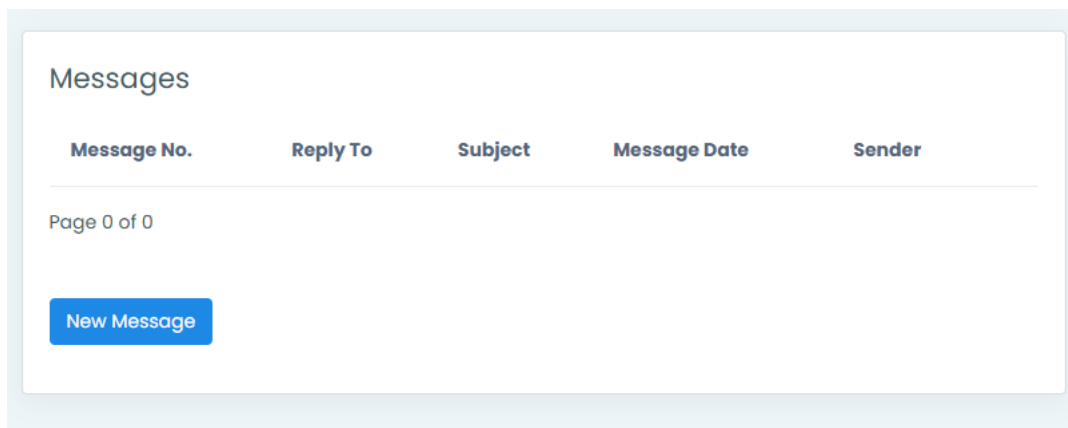 Messages
Message No. Reply To Subject Message Date Sender
Page 0 of 0
New Message